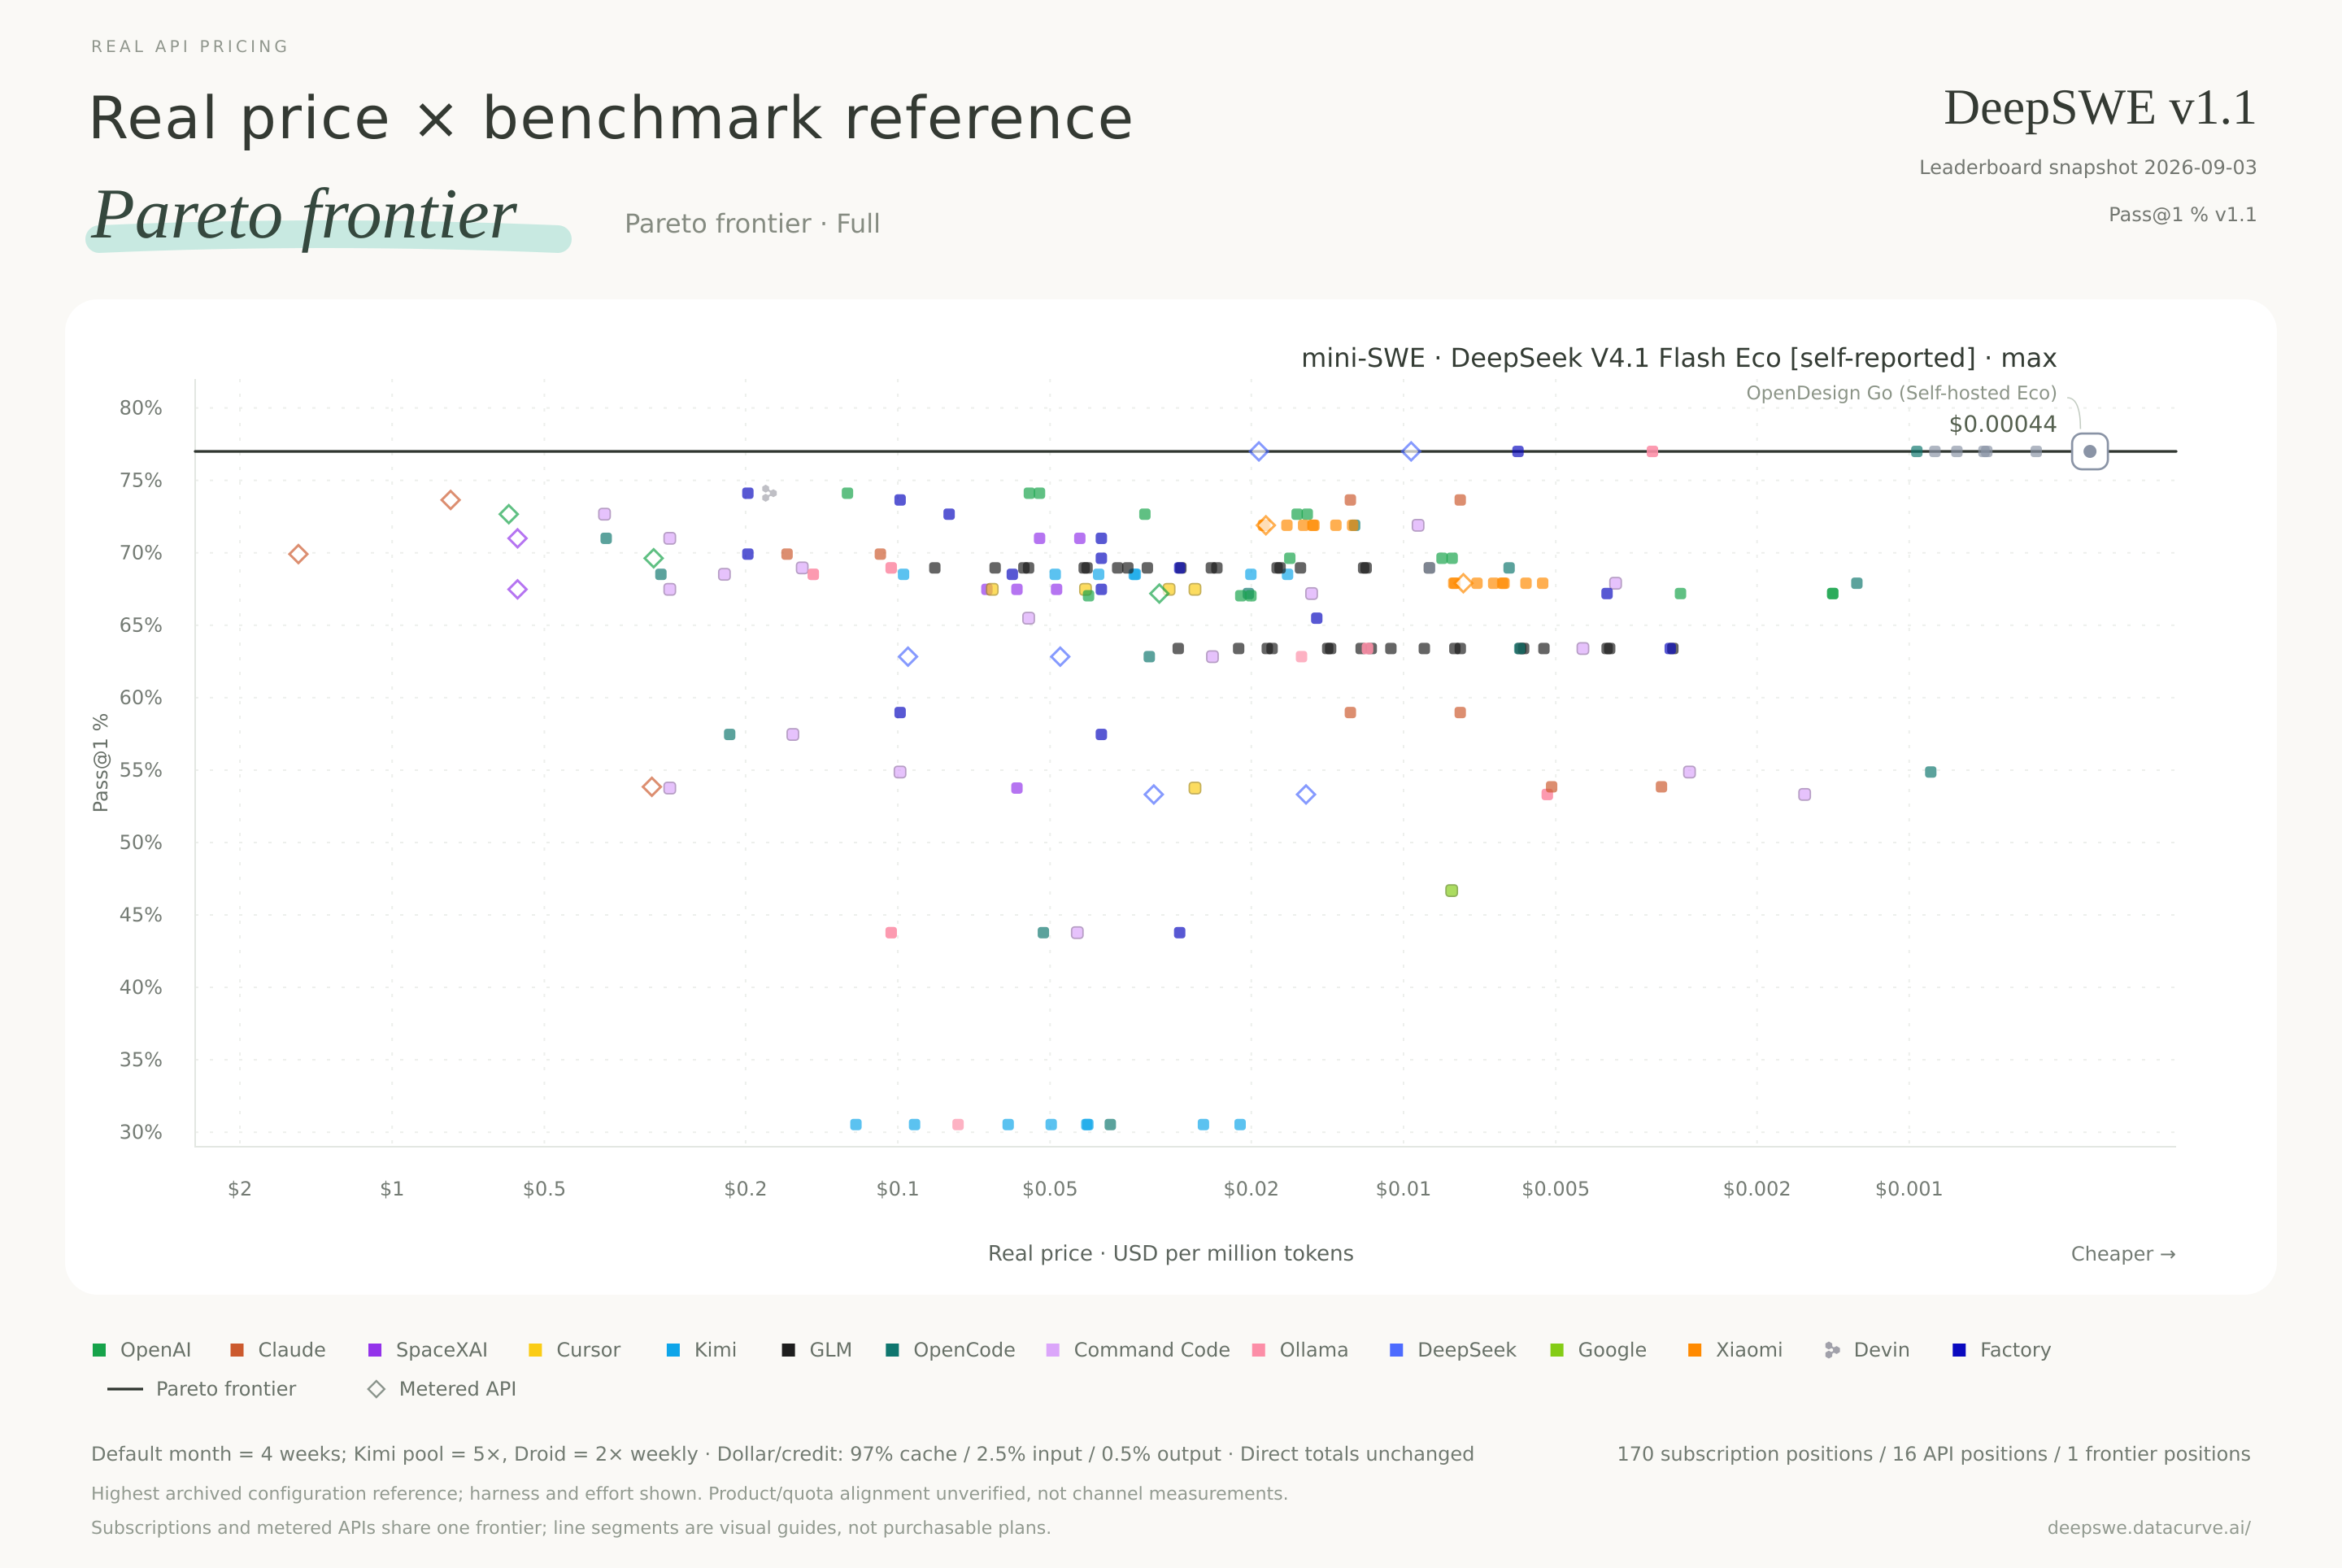 REAL API PRICING
Real price × benchmark reference
DeepSWE v1.1
Leaderboard snapshot 2026-09-03
Pareto frontier
Pareto frontier · Full
Pass@1 % v1.1
mini-SWE · DeepSeek V4.1 Flash Eco [self-reported] · max
OpenDesign Go (Self-hosted Eco)
$0.00044
80%
75%
70%
65%
60%
55%
50%
45%
40%
35%
30%
Pass@1 %
$2 $1 $0.5 $0.2 $0.1 $0.05 $0.02 $0.01 $0.005 $0.002 $0.001
Real price · USD per million tokens
Cheaper →
OpenAI Claude SpaceXAI Cursor Kimi GLM OpenCode Command Code Ollama DeepSeek Google Xiaomi Devin Factory
Pareto frontier Metered API
Default month = 4 weeks; Kimi pool = 5×, Droid = 2× weekly · Dollar/credit: 97% cache / 2.5% input / 0.5% output · Direct totals unchanged
170 subscription positions / 16 API positions / 1 frontier positions
Highest archived configuration reference; harness and effort shown. Product/quota alignment unverified, not channel measurements.
Subscriptions and metered APIs share one frontier; line segments are visual guides, not purchasable plans.
deepswe.datacurve.ai/